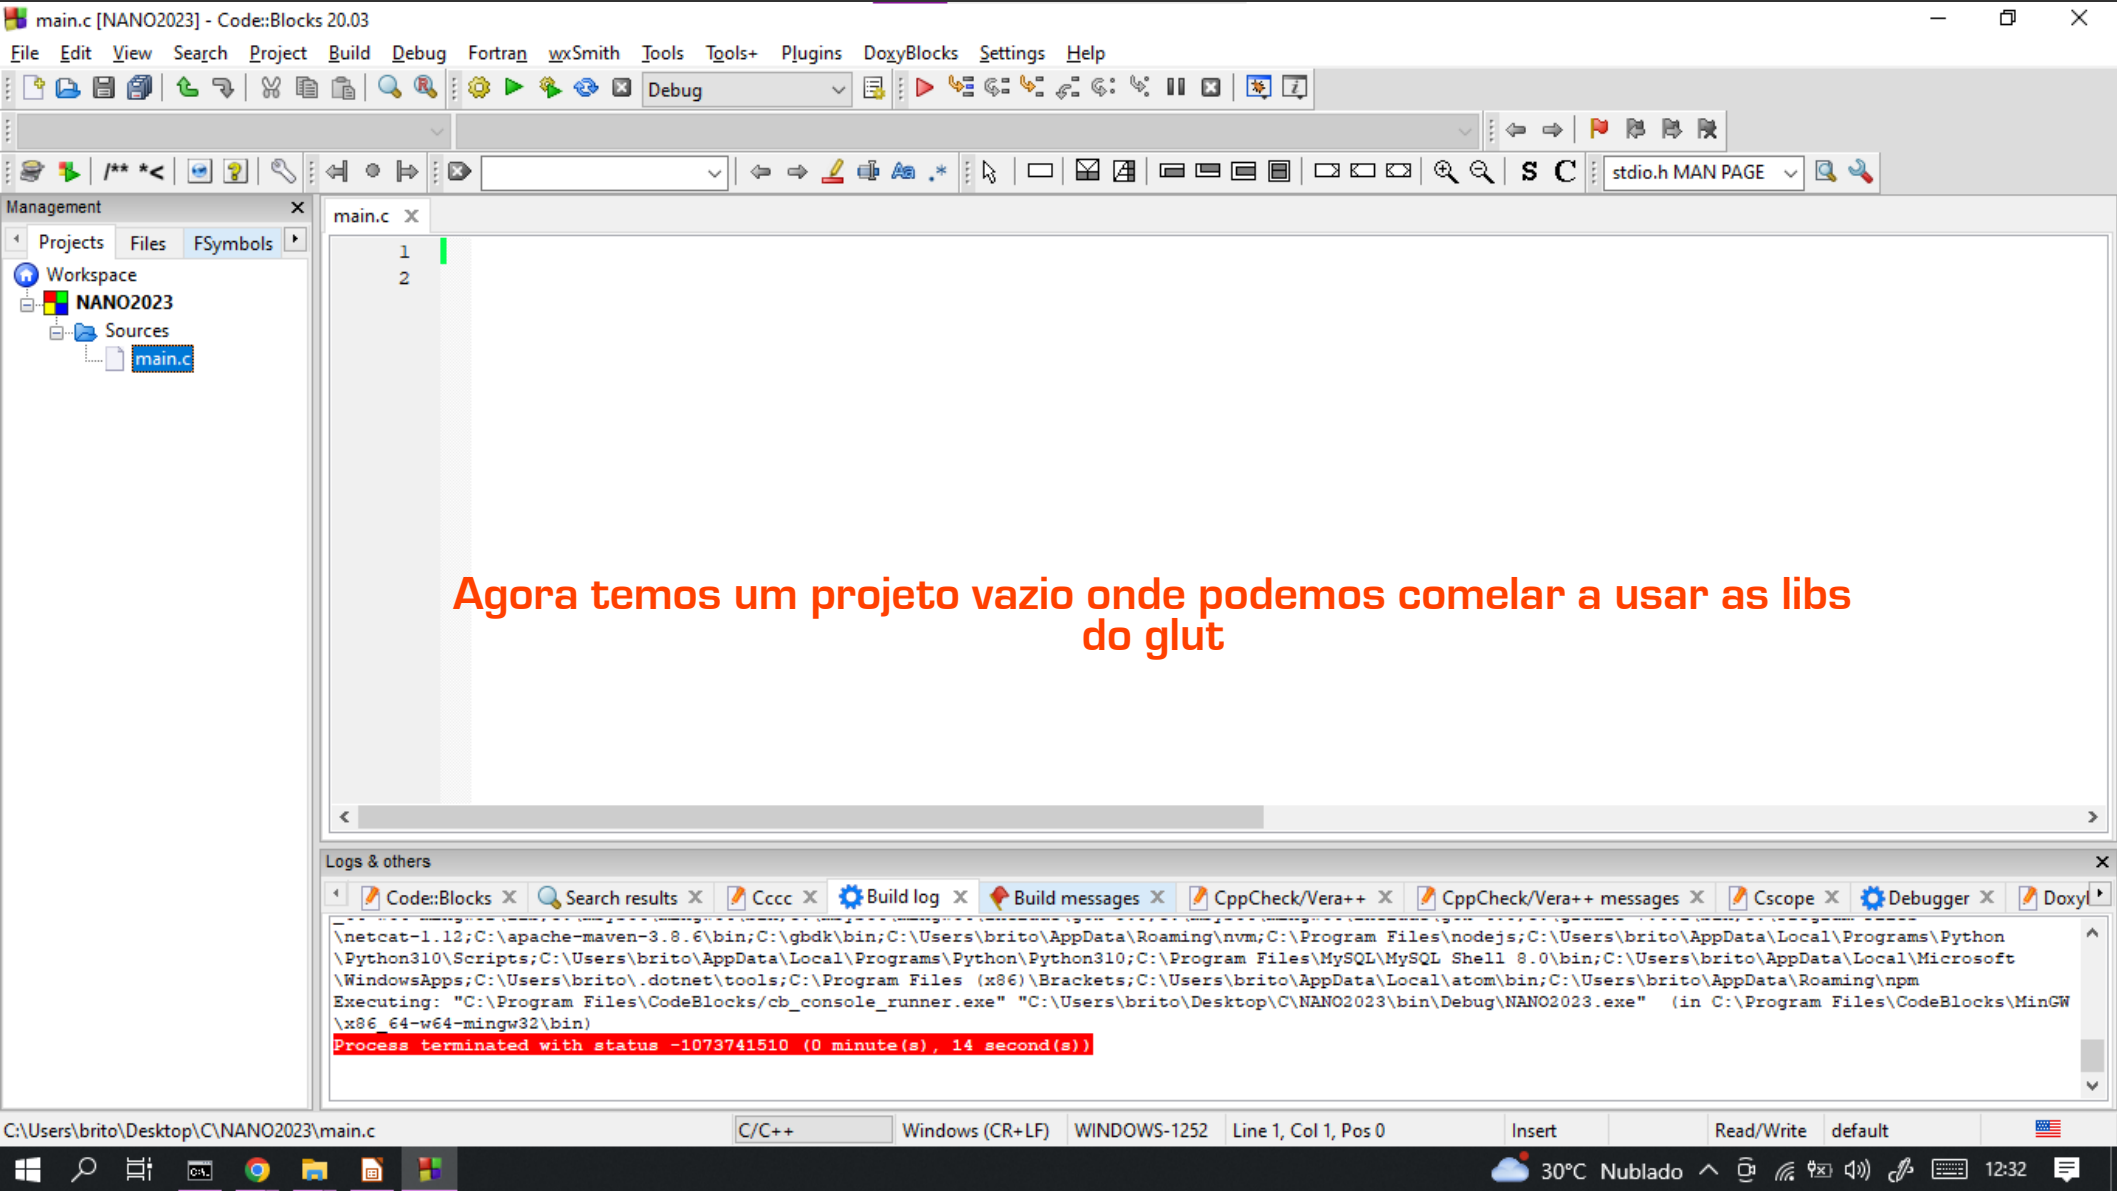 main.c [NANO2023] - Code::Blocks 20.03
File Edit View Search Project Build Debug Fortran wxSmith Tools Tools+ Plugins DoxyBlocks Settings Help
Debug
/** *< Aa .* S C stdio.h MAN PAGE
Management
main.c
Projects Files FSymbols
1
2
Workspace
NANO2023
Sources
main.c
Agora temos um projeto vazio onde podemos comelar a usar as libs
do glut
Logs & others
Code::Blocks Search results Cccc Build log Build messages CppCheck/Vera++ CppCheck/Vera++ messages Cscope Debugger Doxyl
\netcat-1.12;C:\apache-maven-3.8.6\bin;C:\gbdk\bin;C:\Users\brito\AppData\Roaming\nvm;C:\Program Files\nodejs;C:\Users\brito\AppData\Local\Programs\Python
\Python310\Scripts;C:\Users\brito\AppData\Local\Programs\Python\Python310;C:\Program Files\MySQL\MySQL Shell 8.0\bin;C:\Users\brito\AppData\Local\Microsoft
\WindowsApps;C:\Users\brito\.dotnet\tools;C:\Program Files (x86)\Brackets;C:\Users\brito\AppData\Local\atom\bin;C:\Users\brito\AppData\Roaming\npm
Executing: "C:\Program Files\CodeBlocks/cb_console_runner.exe" "C:\Users\brito\Desktop\C\NANO2023\bin\Debug\NANO2023.exe" (in C:\Program Files\CodeBlocks\MinGW
\x86_64-w64-mingw32\bin)
Process terminated with status -1073741510 (0 minute(s), 14 second(s))
C:\Users\brito\Desktop\C\NANO2023\main.c C/C++ Windows (CR+LF) WINDOWS-1252 Line 1, Col 1, Pos 0 Insert Read/Write default
30°C Nublado 12:32